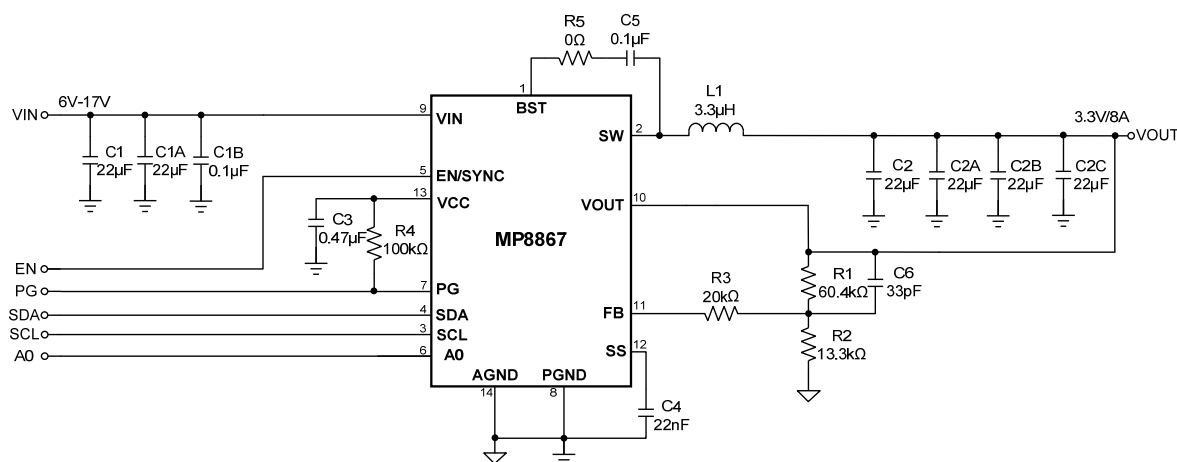 R5
0Ω
C5
0.1µF
1
BST
VIN
6V-17V
9
VIN
C1
22µF
C1A
22µF
C1B
0.1µF
SW
2
L1
3.3µH
3.3V/8A
VOUT
C2
22µF
C2A
22µF
C2B
22µF
C2C
22µF
5
EN/SYNC
13
VCC
C3
0.47µF
R4
100kΩ
VOUT
10
MP8867
EN
PG
7
PG
SDA
4
SDA
SCL
3
SCL
A0
6
A0
R1
60.4kΩ
C6
33pF
R3
20kΩ
FB
11
R2
13.3kΩ
SS
12
AGND
14
PGND
8
C4
22nF